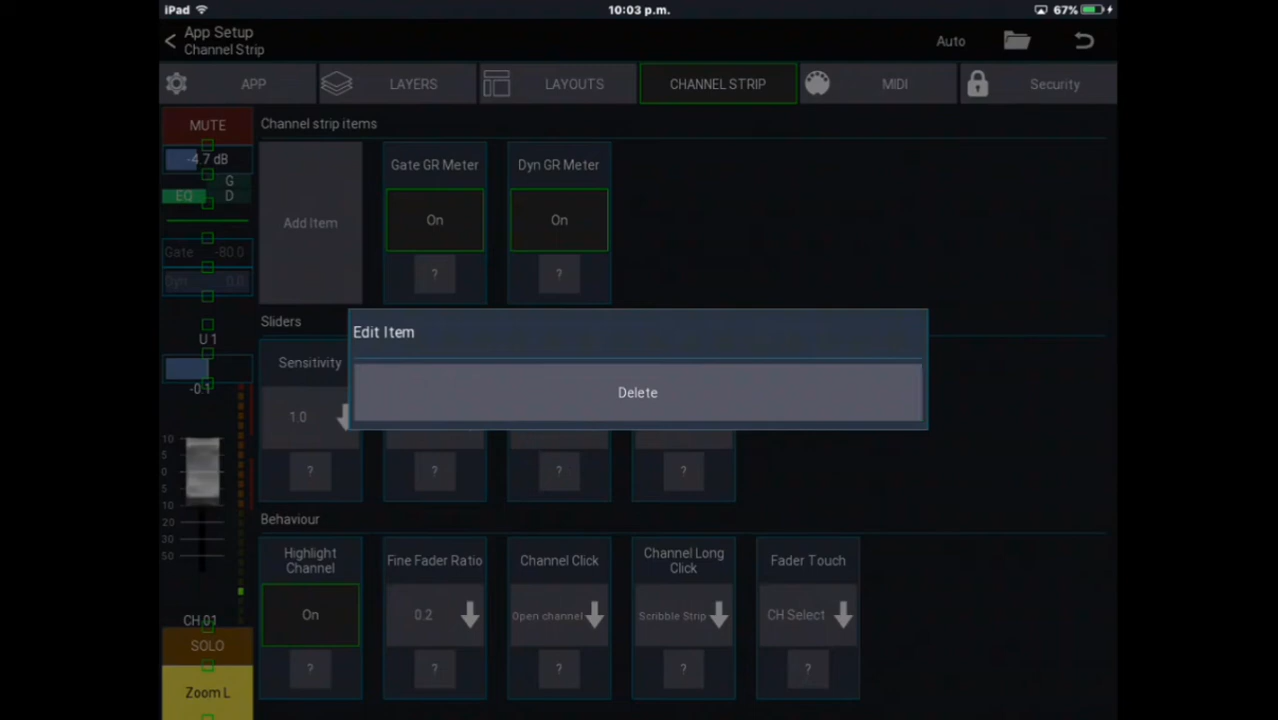 iPad 10:03 p.m. 67%
App Setup
Channel Strip
Auto
APP LAYERS LAYOUTS CHANNEL STRIP MIDI Security
MUTE
-4.7 dB
G
EQ D
Gate -80.0
Dyn 0.0
U 1
-0.1
10
5
0
5
10
20
30
50
CH 01
SOLO
Zoom L
Channel strip items
Add Item
Gate GR Meter
On
?
Dyn GR Meter
On
?
Sliders
Sensitivity
1.0
? ? ? ?
Edit Item
Delete
Behaviour
Highlight
Channel
On
?
Fine Fader Ratio
0.2
?
Channel Click
Open channel
?
Channel Long
Click
Scribble Strip
?
Fader Touch
CH Select
?